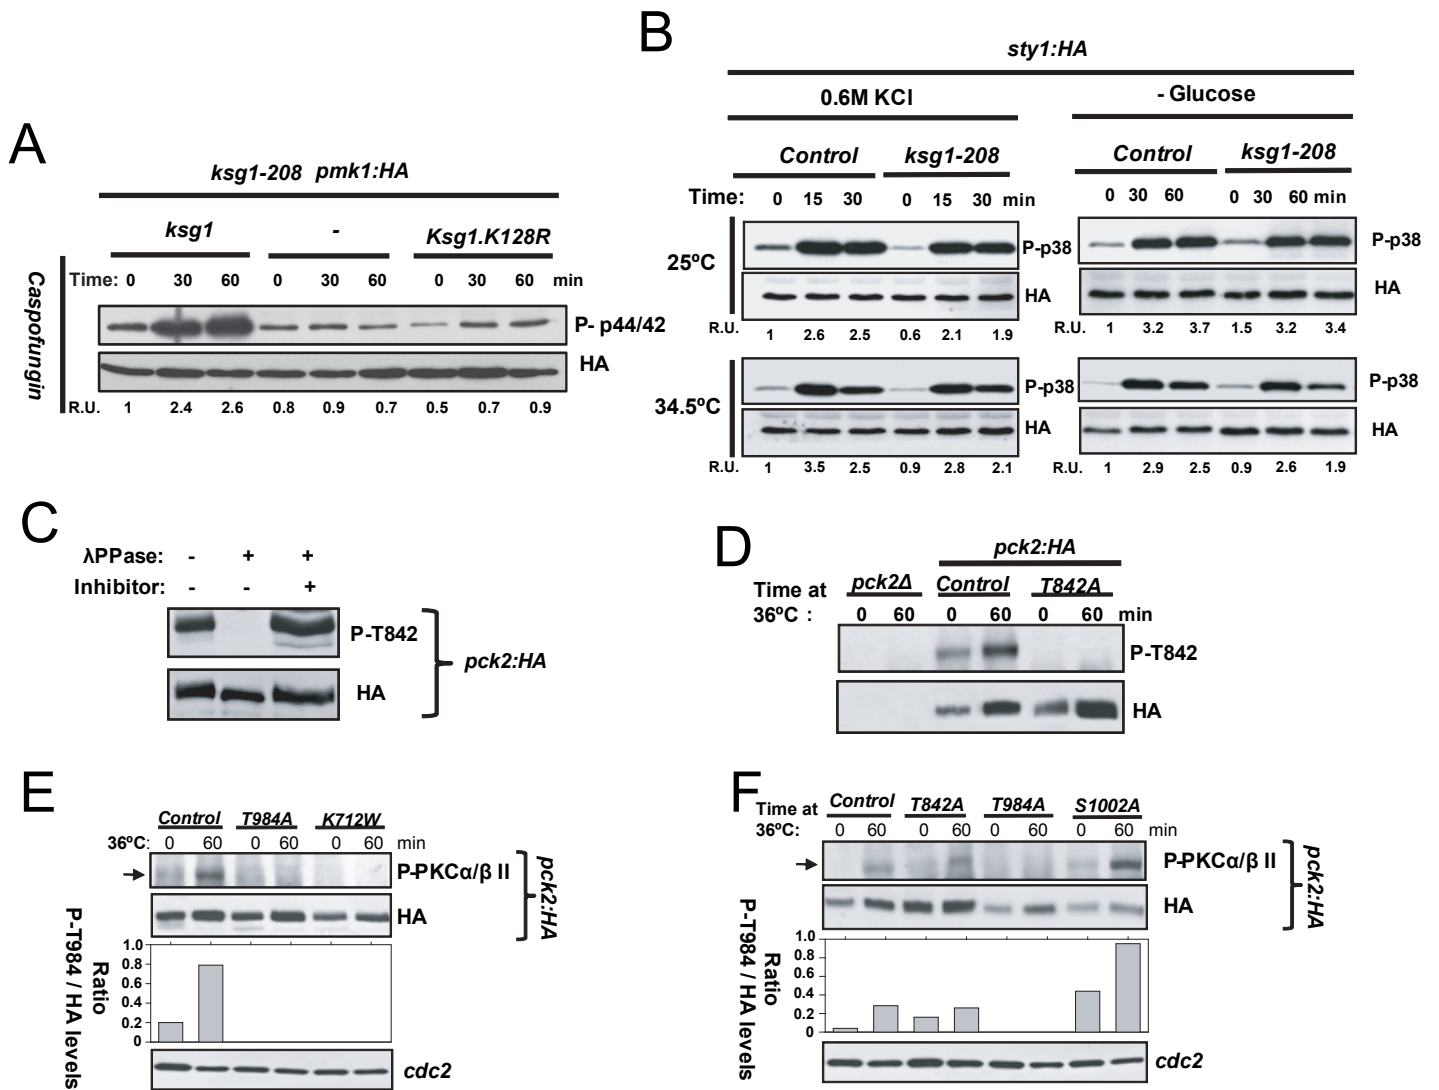 A
ksg1-208 pmk1:HA
ksg1 - Ksg1.K128R
Caspofungin
Time: 0 30 60 0 30 60 0 30 60 min
P- p44/42
HA
R.U. 1 2.4 2.6 0.8 0.9 0.7 0.5 0.7 0.9
B
sty1:HA
0.6M KCl - Glucose
Control ksg1-208 Control ksg1-208
Time: 0 15 30 0 15 30 min 0 30 60 0 30 60 min
25ºC
P-p38 P-p38
HA HA
R.U. 1 2.6 2.5 0.6 2.1 1.9 R.U. 1 3.2 3.7 1.5 3.2 3.4
34.5ºC
P-p38 P-p38
HA HA
R.U. 1 3.5 2.5 0.9 2.8 2.1 R.U. 1 2.9 2.5 0.9 2.6 1.9
C
λPPase: - + +
Inhibitor: - - +
P-T842
HA
pck2:HA
D
pck2:HA
Time at pck2Δ Control T842A
36ºC : 0 60 0 60 0 60 min
P-T842
HA
E
Control T984A K712W
36ºC: 0 60 0 60 0 60 min
P-PKCα/β II
HA
pck2:HA
P-T984 / HA levels
Ratio
1.0
0.8
0.6
0.4
0.2
0
cdc2
F
Time at Control T842A T984A S1002A
36ºC: 0 60 0 60 0 60 0 60 min
P-PKCα/β II
HA
pck2:HA
P-T984 / HA levels
Ratio
1.0
0.8
0.6
0.4
0.2
0
cdc2